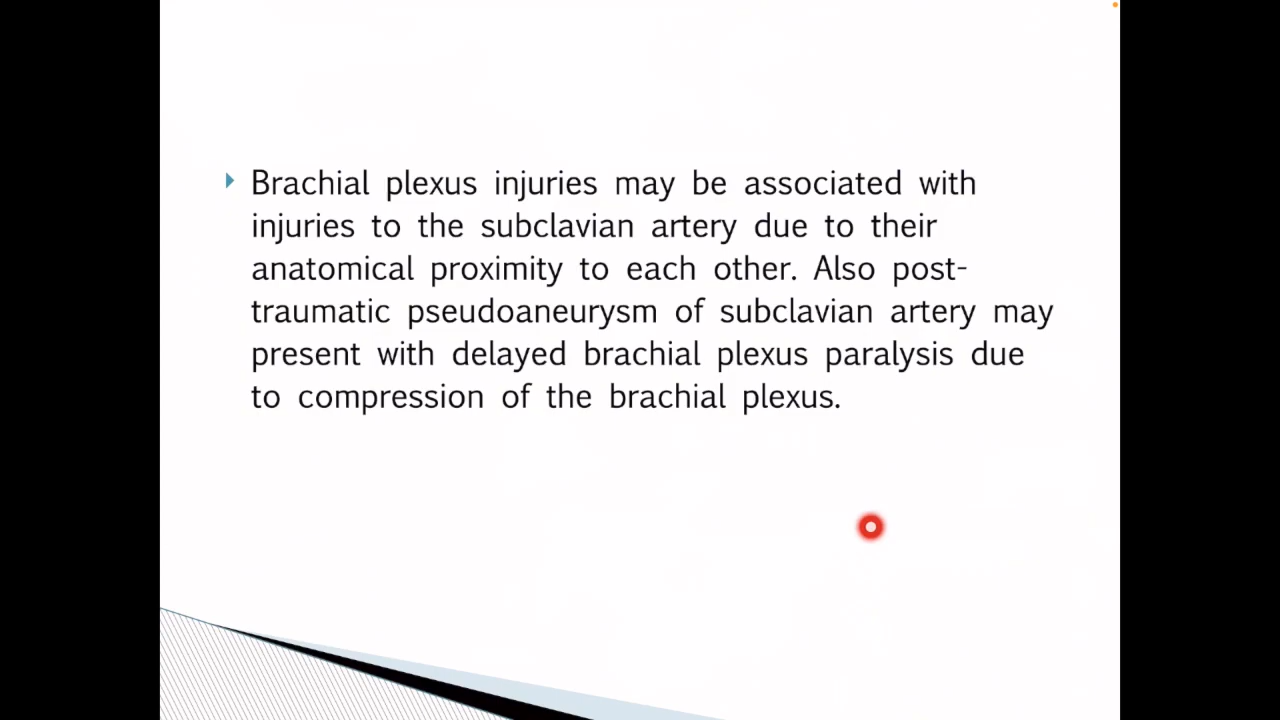 Brachial plexus injuries may be associated with
injuries to the subclavian artery due to their
anatomical proximity to each other. Also post-
traumatic pseudoaneurysm of subclavian artery may
present with delayed brachial plexus paralysis due
to compression of the brachial plexus.